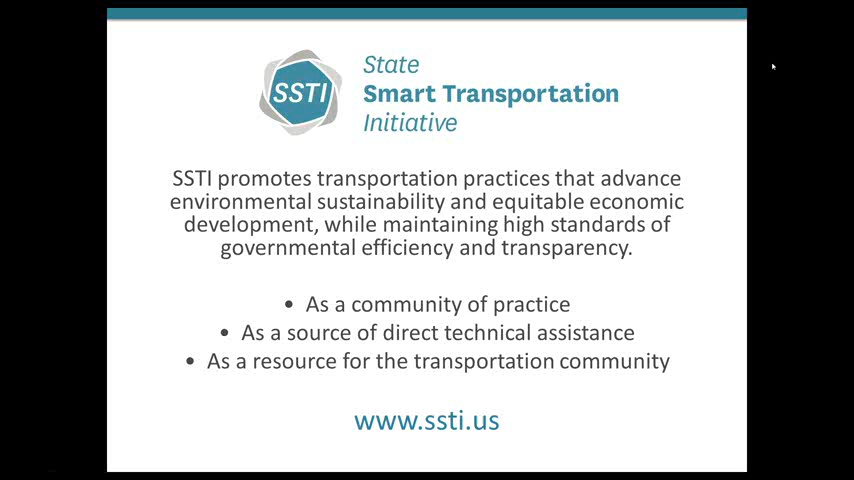 SSTI
State
Smart Transportation
Initiative
SSTI promotes transportation practices that advance
environmental sustainability and equitable economic
development, while maintaining high standards of
governmental efficiency and transparency.
• As a community of practice
• As a source of direct technical assistance
• As a resource for the transportation community
www.ssti.us